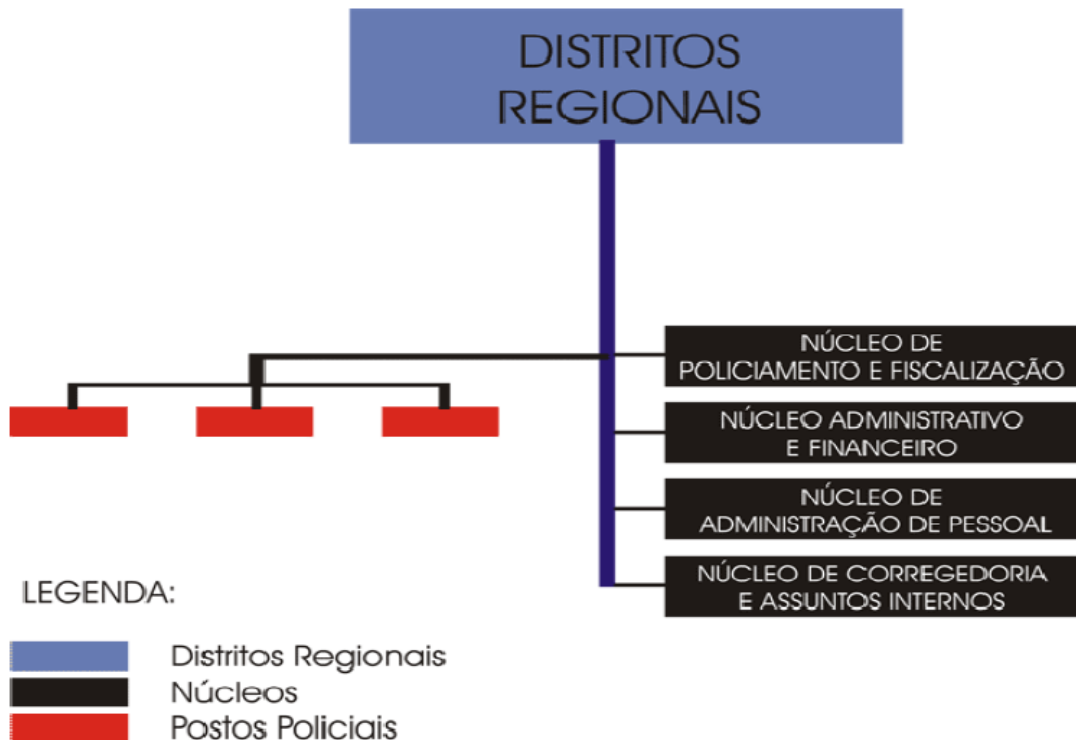 DISTRITOS
REGIONAIS
NÚCLEO DE
POLICIAMENTO E FISCALIZAÇÃO
NÚCLEO ADMINISTRATIVO
E FINANCEIRO
NÚCLEO DE
ADMINISTRAÇÃO DE PESSOAL
NÚCLEO DE CORREGEDORIA
E ASSUNTOS INTERNOS
LEGENDA:
Distritos Regionais
Núcleos
Postos Policiais